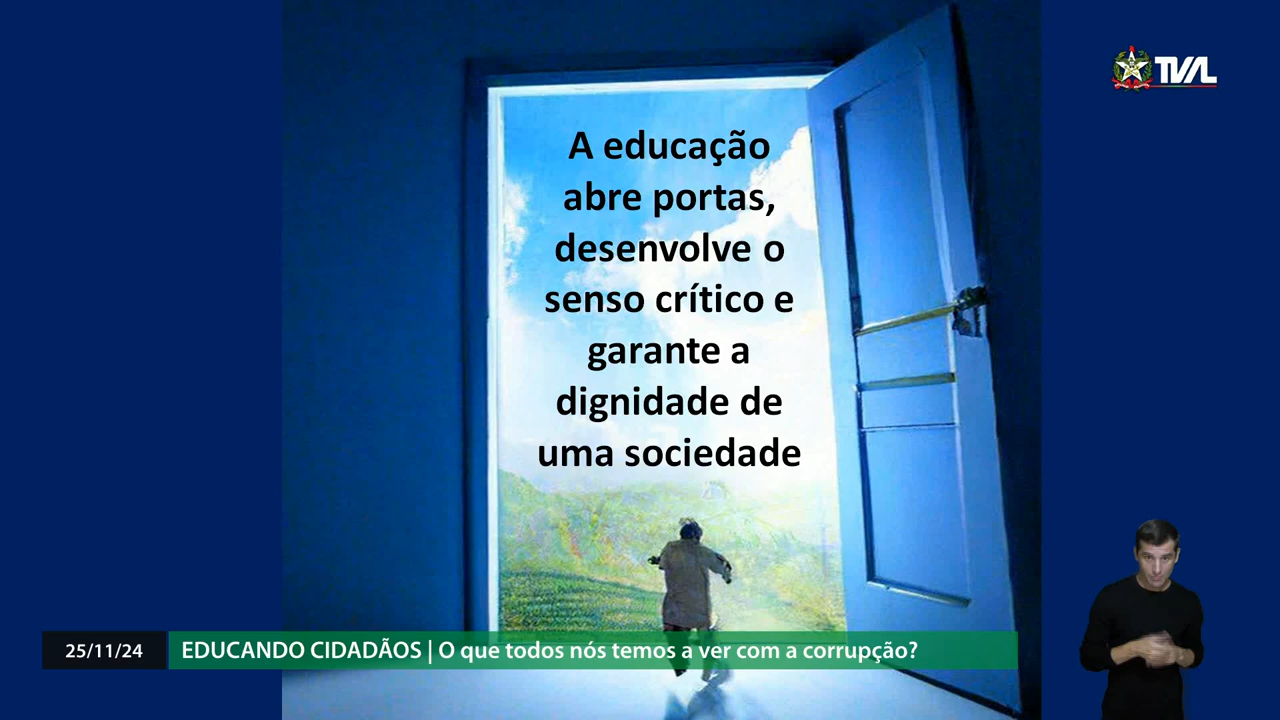 TVAL
A educação
abre portas,
desenvolve o
senso crítico e
garante a
dignidade de
uma sociedade
25/11/24
EDUCANDO CIDADÃOS | O que todos nós temos a ver com a corrupção?